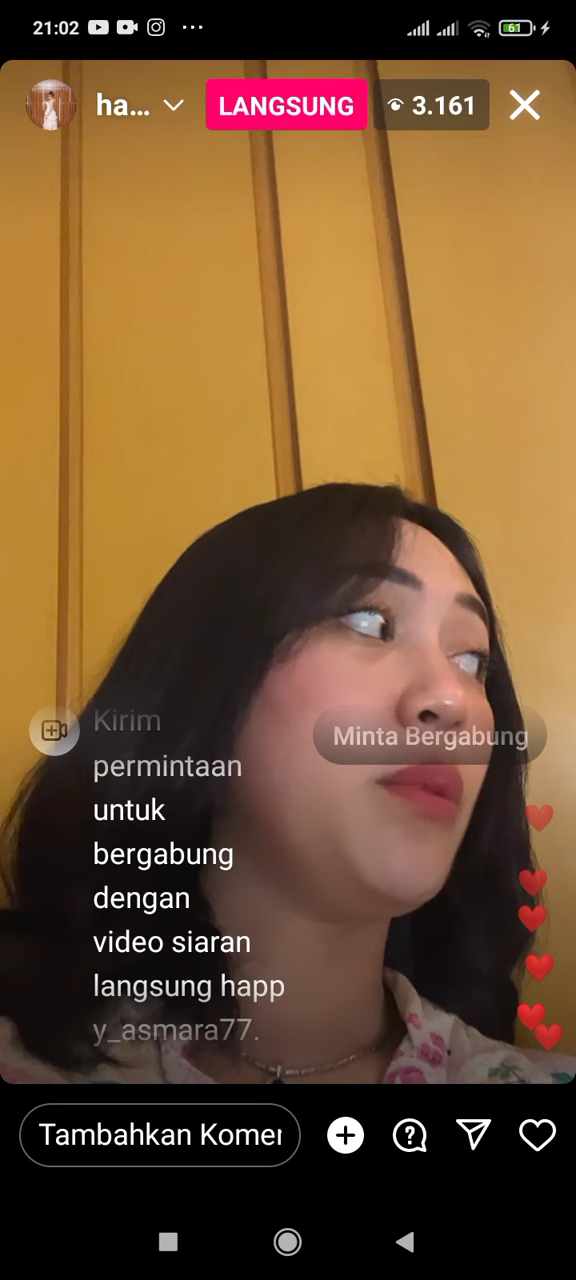 21:02
61
ha...
LANGSUNG
3.161
Kirim
Minta Bergabung
permintaan
untuk
bergabung
dengan
video siaran
langsung happ
y_asmara77.
Tambahkan Komen